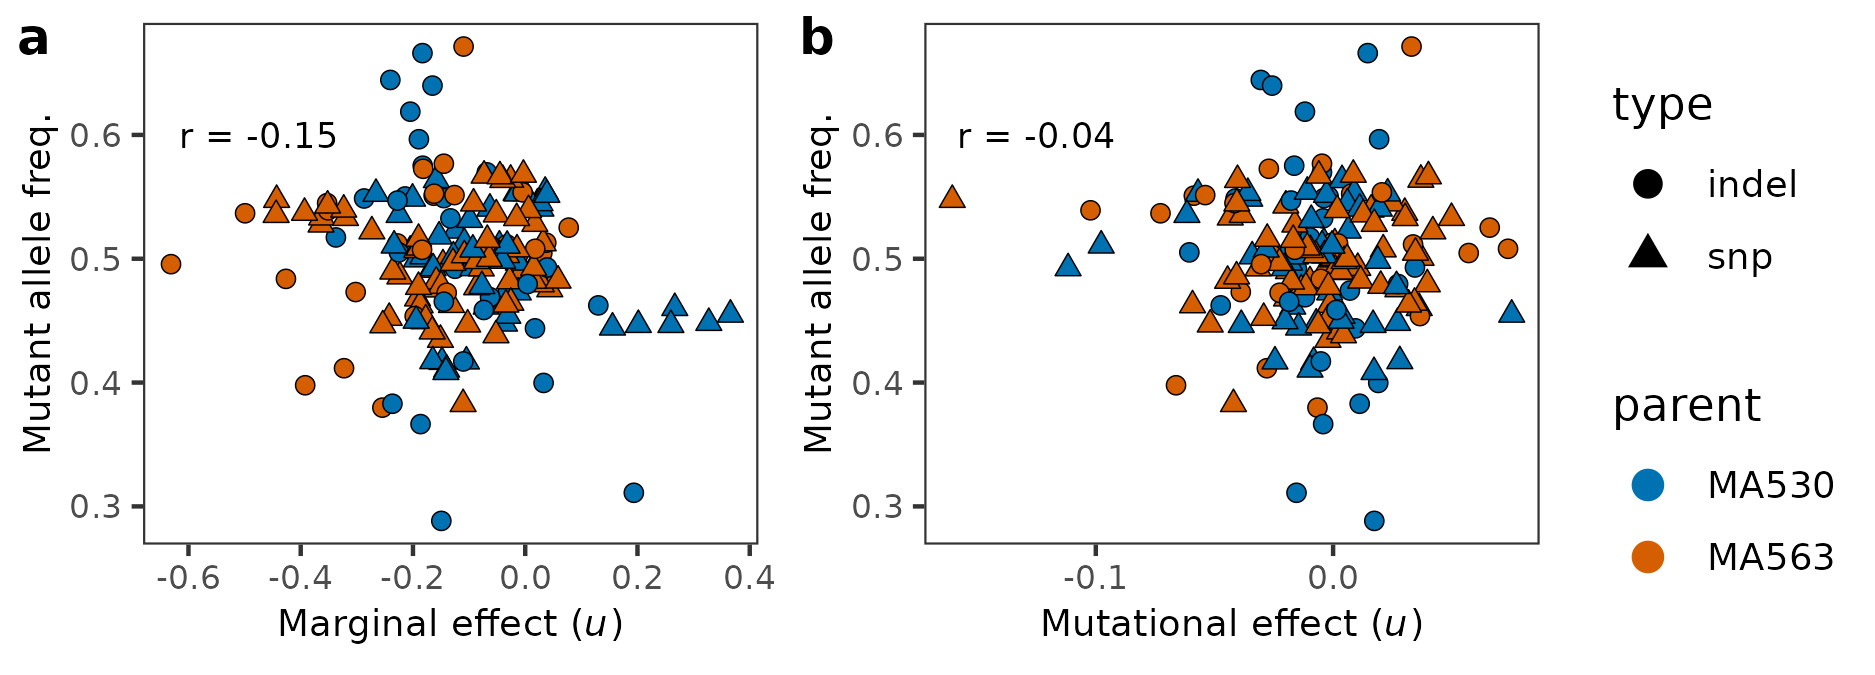 a
Mutant allele freq.
0.6
0.5
0.4
0.3
r = -0.15
-0.6 -0.4 -0.2 0.0 0.2 0.4
Marginal effect (u)
b
Mutant allele freq.
0.6
0.5
0.4
0.3
r = -0.04
-0.1 0.0
Mutational effect (u)
type
indel
snp
parent
MA530
MA563